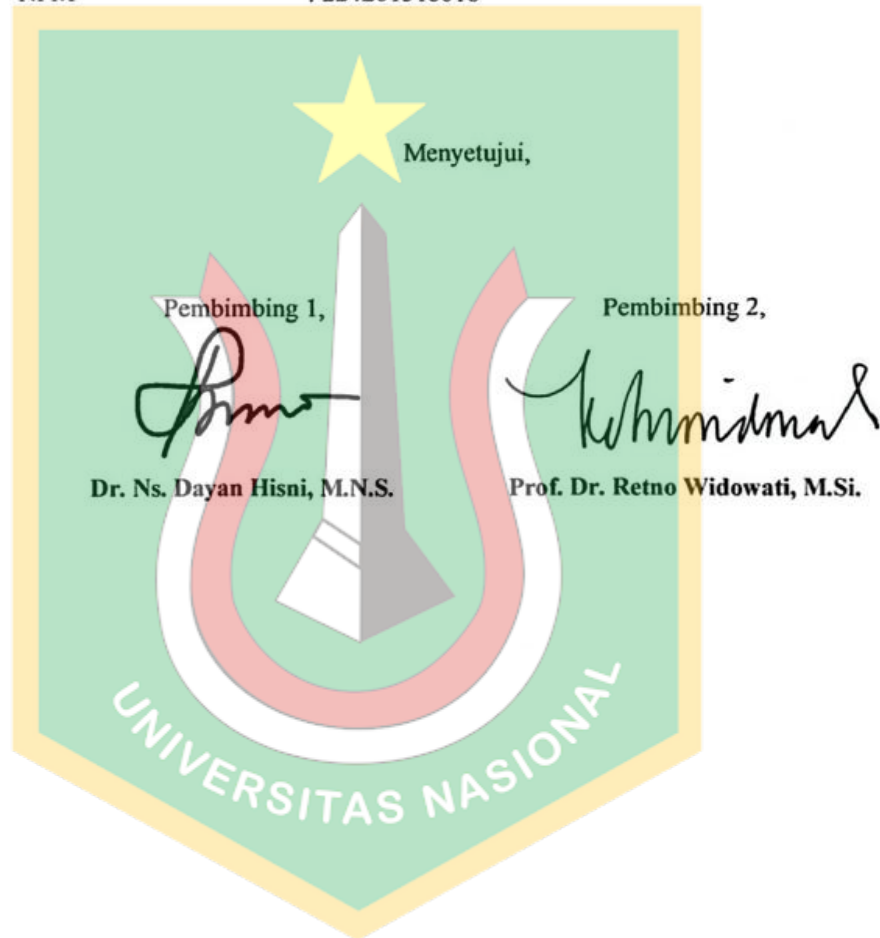 Menyetujui,
Pembimbing 1, Pembimbing 2,
Dr. Ns. Dayan Hisni, M.N.S. Prof. Dr. Retno Widowati, M.Si.
UNIVERSITAS NASIONAL